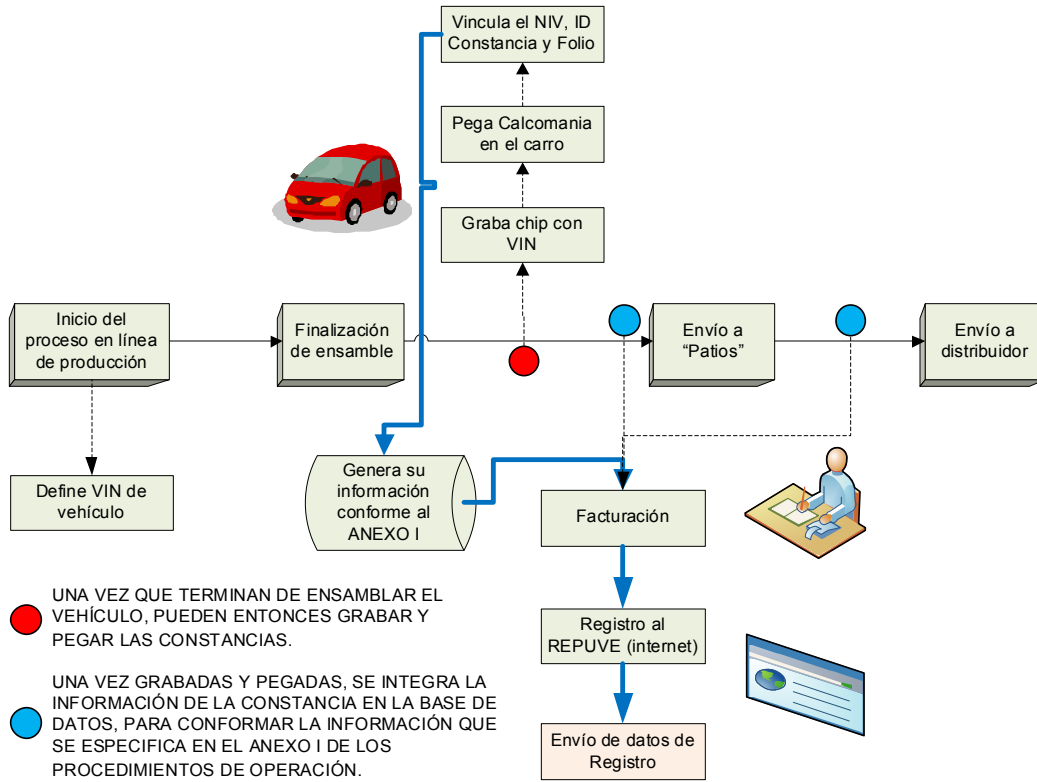 Vincula el NIV, ID
Constancia y Folio
Pega Calcomania
en el carro
Graba chip con
VIN
Inicio del
proceso en línea
de producción
Finalización
de ensamble
Envío a
“Patios”
Envío a
distribuidor
Define VIN de
vehículo
Genera su
información
conforme al
ANEXO I
Facturación
UNA VEZ QUE TERMINAN DE ENSAMBLAR EL
VEHÍCULO, PUEDEN ENTONCES GRABAR Y
PEGAR LAS CONSTANCIAS.
Registro al
REPUVE (internet)
UNA VEZ GRABADAS Y PEGADAS, SE INTEGRA LA
INFORMACIÓN DE LA CONSTANCIA EN LA BASE DE
DATOS, PARA CONFORMAR LA INFORMACIÓN QUE
SE ESPECIFICA EN EL ANEXO I DE LOS
PROCEDIMIENTOS DE OPERACIÓN.
Envío de datos de
Registro